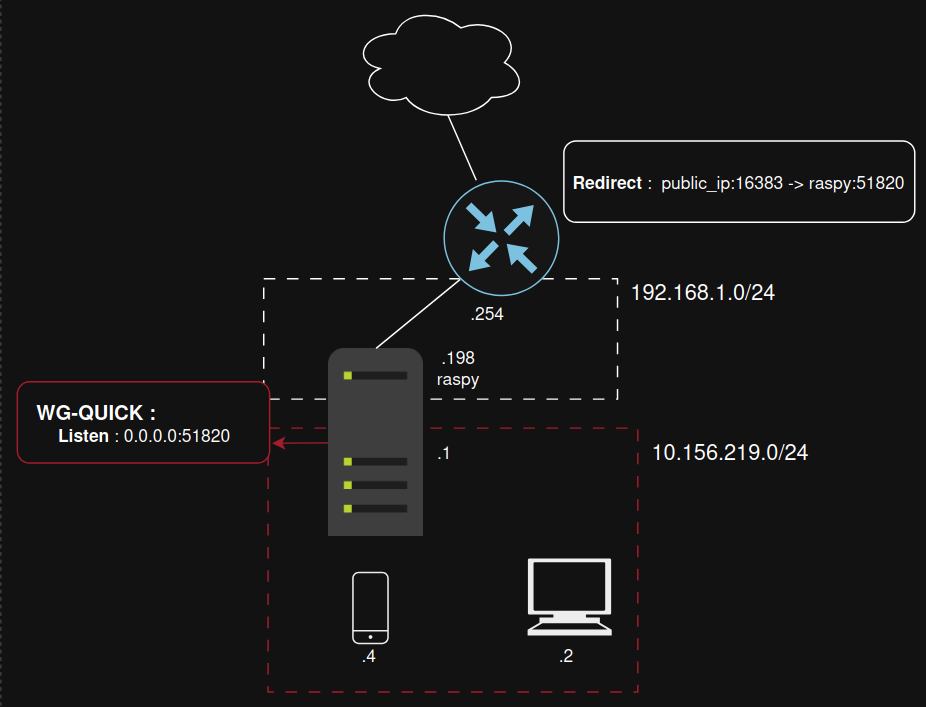 Redirect :  public_ip:16383 -> raspy:51820
192.168.1.0/24
.254
.198
raspy
WG-QUICK :
Listen : 0.0.0.0:51820
.1
10.156.219.0/24
.4
.2